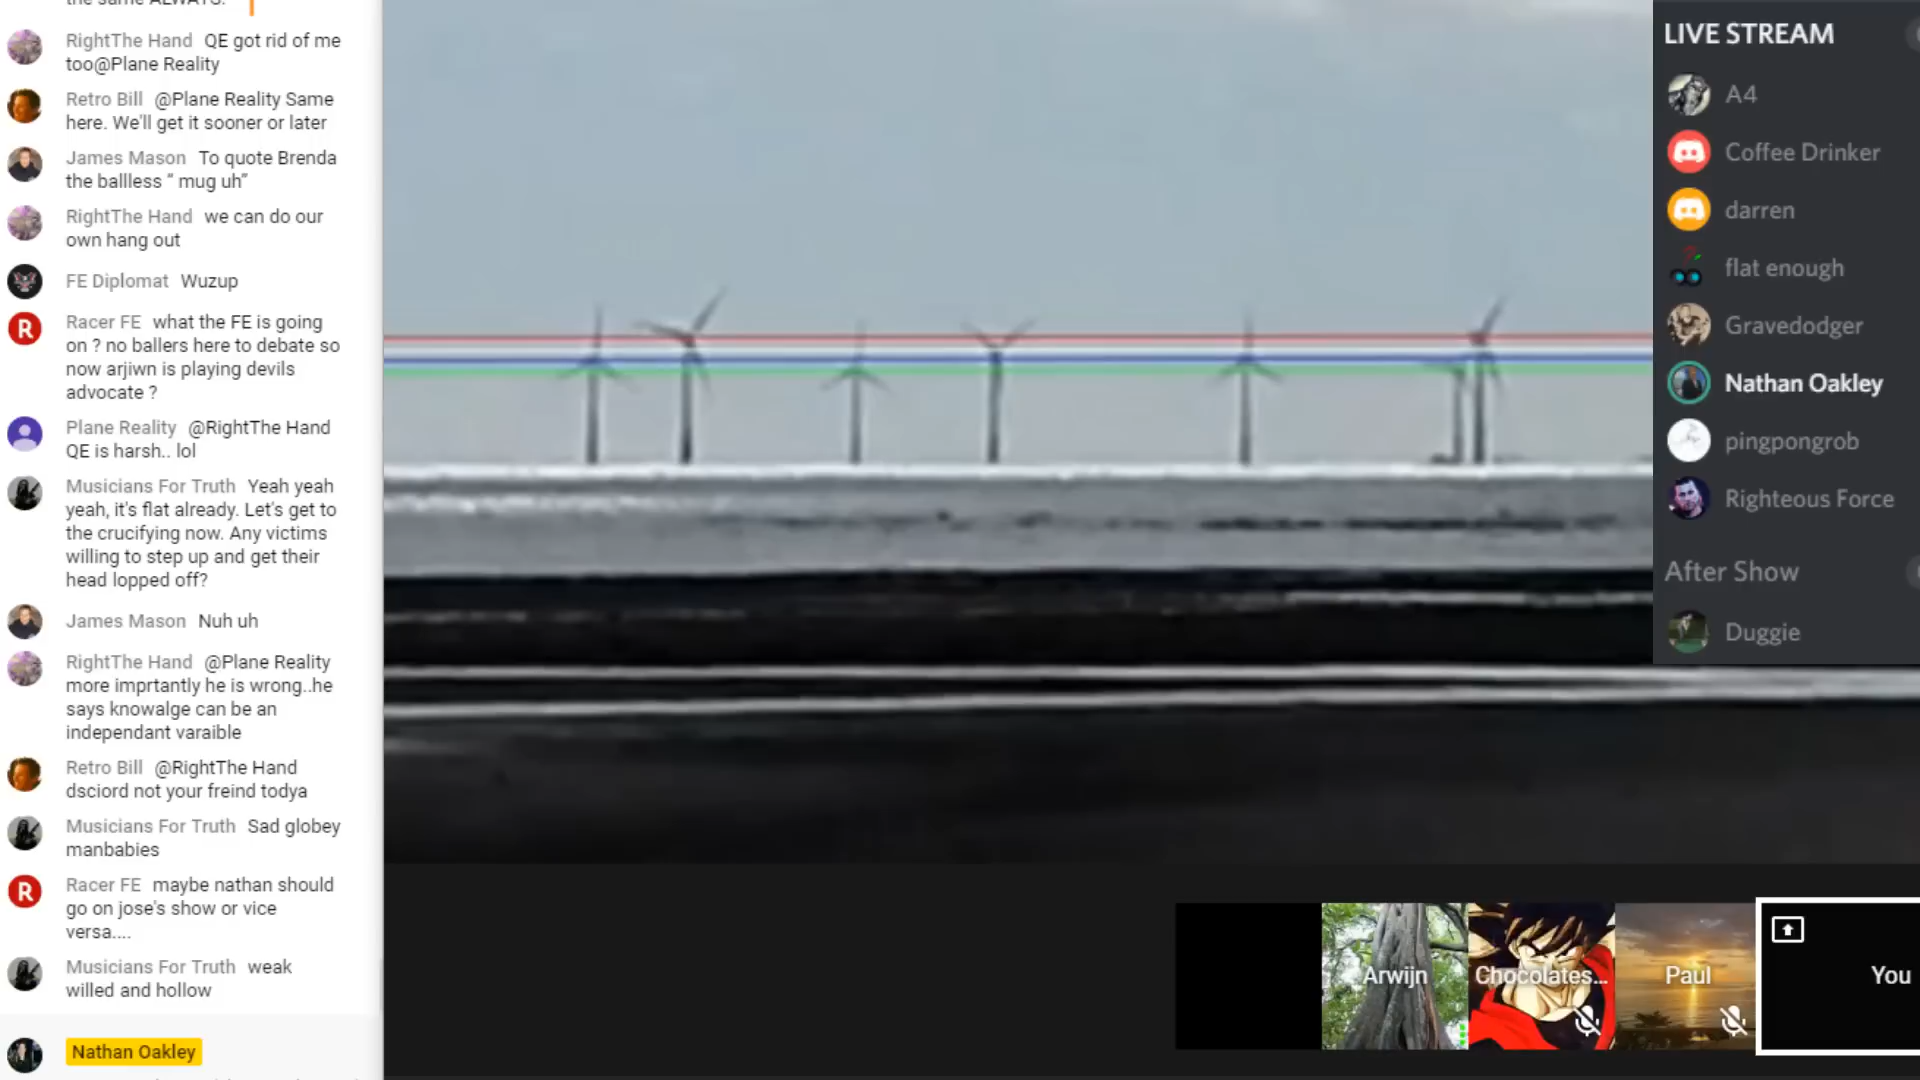 the same ALWAYS.
RightThe Hand QE got rid of me
too@Plane Reality
Retro Bill @Plane Reality Same
here. We'll get it sooner or later
James Mason To quote Brenda
the ballless “ mug uh”
RightThe Hand we can do our
own hang out
FE Diplomat Wuzup
R
Racer FE what the FE is going
on ? no ballers here to debate so
now arjiwn is playing devils
advocate ?
Plane Reality @RightThe Hand
QE is harsh.. lol
Musicians For Truth Yeah yeah
yeah, it's flat already. Let's get to
the crucifying now. Any victims
willing to step up and get their
head lopped off?
James Mason Nuh uh
RightThe Hand @Plane Reality
more imprtantly he is wrong..he
says knowalge can be an
independant varaible
Retro Bill @RightThe Hand
dsciord not your freind todya
Musicians For Truth Sad globey
manbabies
R
Racer FE maybe nathan should
go on jose's show or vice
versa....
Musicians For Truth weak
willed and hollow
Nathan Oakley
LIVE STREAM
A4
Coffee Drinker
darren
flat enough
Gravedodger
Nathan Oakley
pingpongrob
Righteous Force
After Show
Duggie
Arwijn
Chocolates...
Paul
You